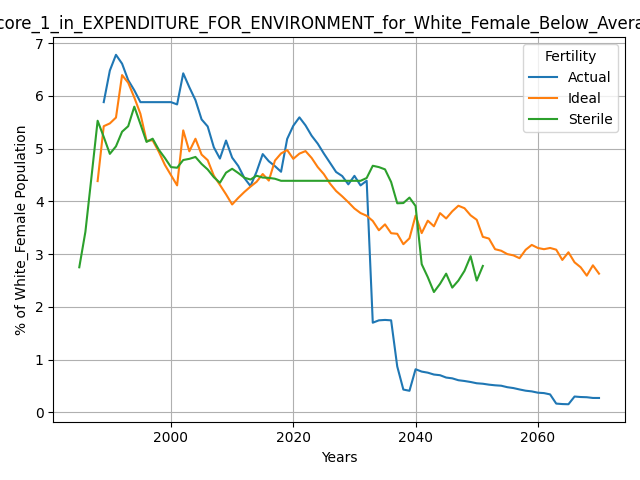 core_1_in_EXPENDITURE_FOR_ENVIRONMENT_for_White_Female_Below_Avera
Fertility
Actual
Ideal
Sterile
% of White_Female Population
7
6
5
4
3
2
1
0
2000 2020 2040 2060
Years